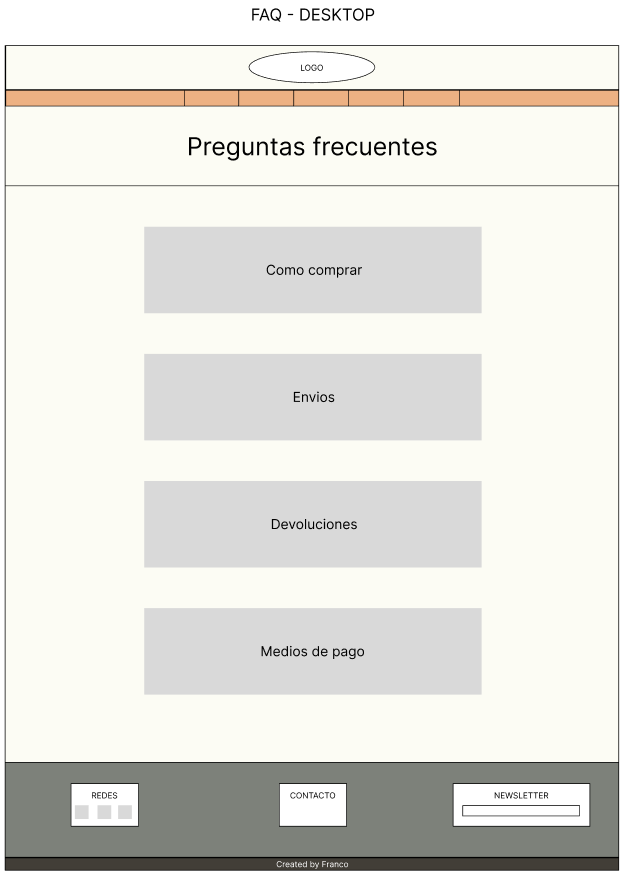 FAQ - DESKTOP
LOGO
Preguntas frecuentes
Como comprar
Envios
Devoluciones
Medios de pago
REDES
CONTACTO
NEWSLETTER
Created by Franco